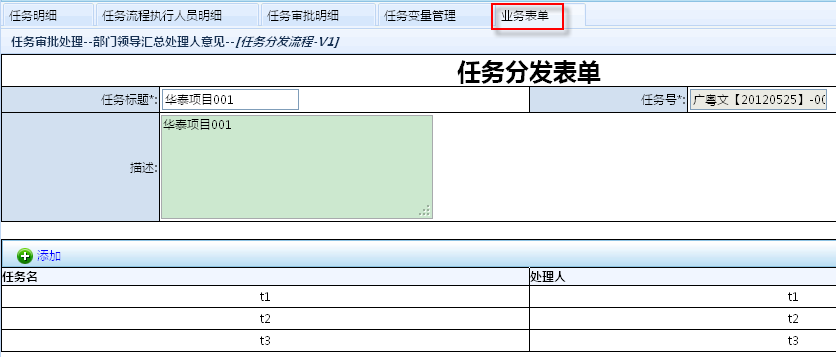 任务明细 任务流程执行人员明细 任务审批明细 任务变量管理 业务表单
任务审批处理--部门领导汇总处理人意见--[任务分发流程-V1]
任务分发表单
任务标题*: 华泰项目001 任务号*: 广粤文【20120525】-00
描述: 华泰项目001
添加
任务名 处理人
t1 t1
t2 t2
t3 t3